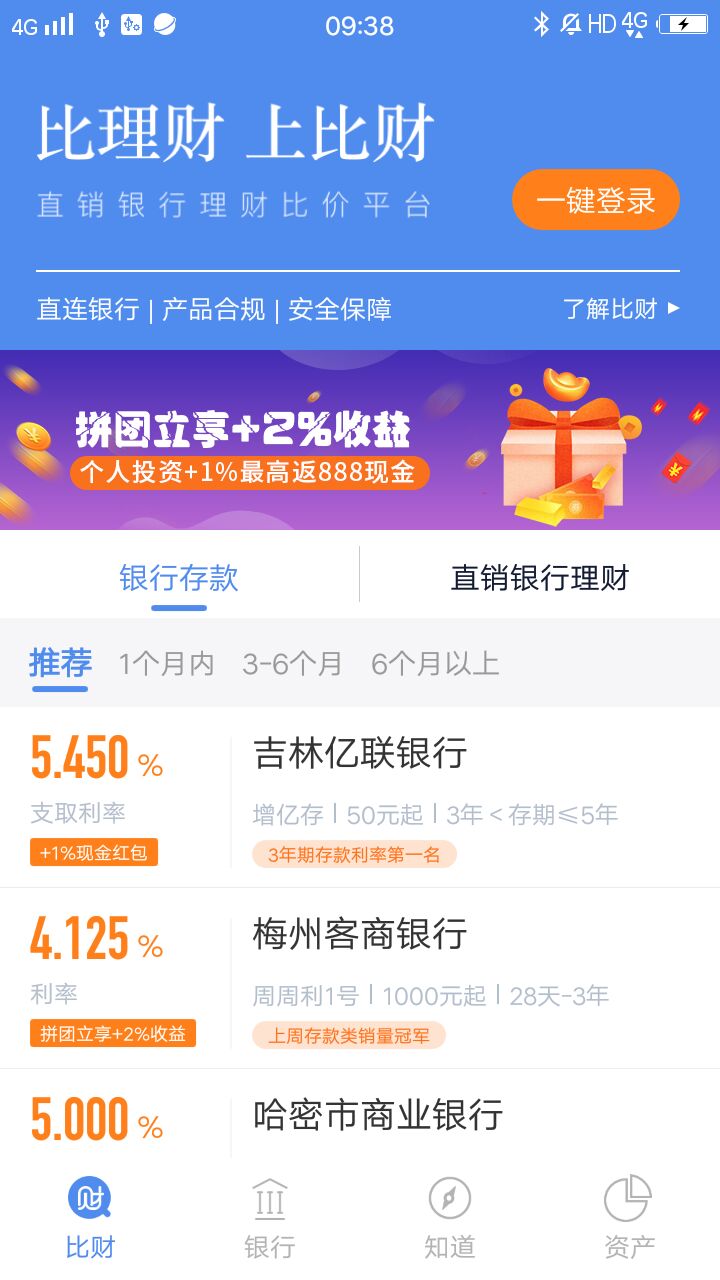 4G 09:38 HD 4G
比理财 上比财
直销银行理财比价平台
一键登录
直连银行 | 产品合规 | 安全保障 了解比财 ▶
拼团立享+2%收益
个人投资+1%最高返888现金
银行存款 直销银行理财
推荐 1个月内 3-6个月 6个月以上
5.450 %
支取利率
+1%现金红包
吉林亿联银行
增亿存 | 50元起 | 3年 < 存期≤5年
3年期存款利率第一名
4.125 %
利率
拼团立享+2%收益
梅州客商银行
周周利1号 | 1000元起 | 28天-3年
上周存款类销量冠军
5.000 %
哈密市商业银行
比财 银行 知道 资产